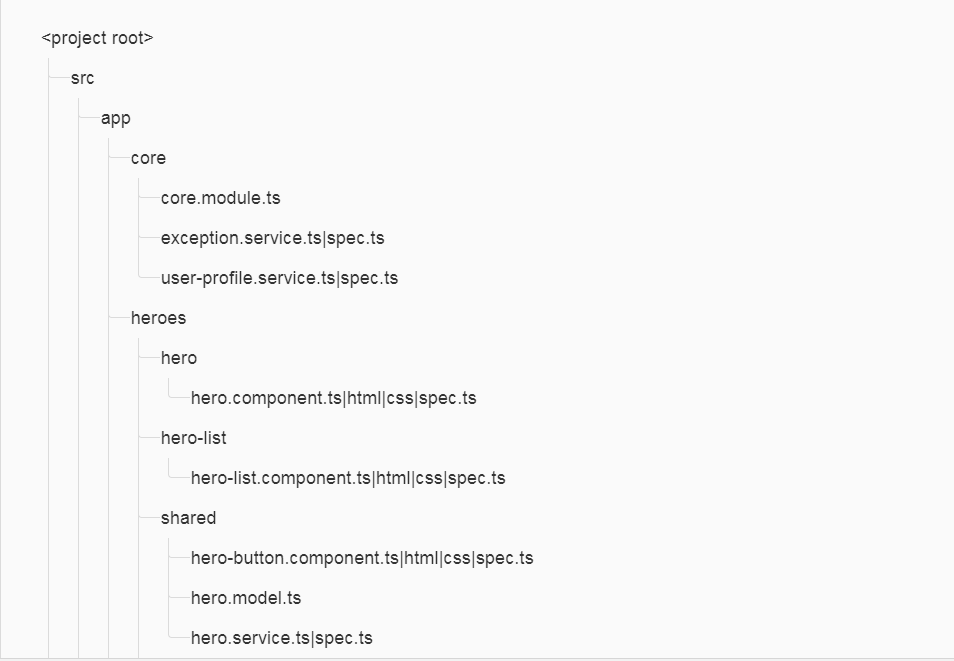 <project root>
src
app
core
core.module.ts
exception.service.ts|spec.ts
user-profile.service.ts|spec.ts
heroes
hero
hero.component.ts|html|css|spec.ts
hero-list
hero-list.component.ts|html|css|spec.ts
shared
hero-button.component.ts|html|css|spec.ts
hero.model.ts
hero.service.ts|spec.ts